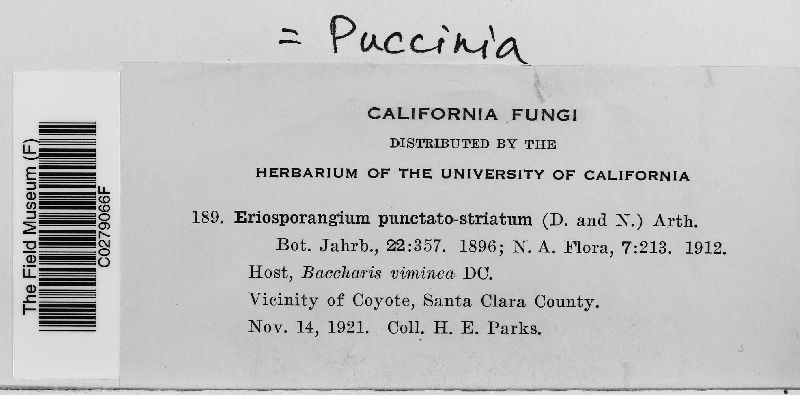 = Puccinia
CALIFORNIA FUNGI
DISTRIBUTED BY THE
HERBARIUM OF THE UNIVERSITY OF CALIFORNIA
189. Eriosporangium punctato-striatum (D. and N.) Arth.
Bot. Jahrb., 22:357. 1896; N. A. Flora, 7:213. 1912.
Host, Baccharis viminea DC.
Vicinity of Coyote, Santa Clara County.
Nov. 14, 1921. Coll. H. E. Parks.
The Field Museum (F)
C0279066F